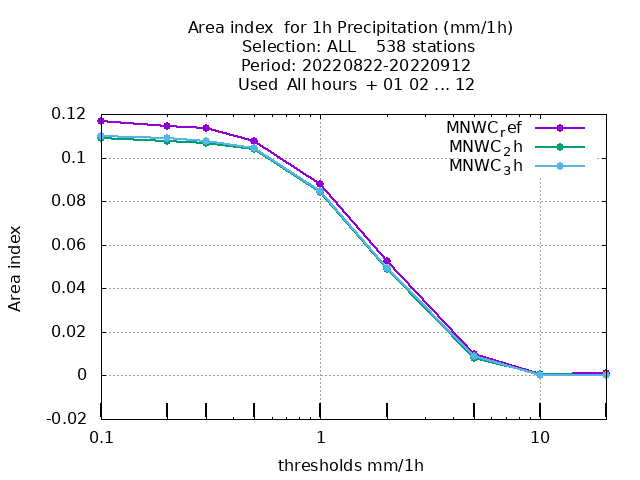 Area index  for 1h Precipitation (mm/1h)
Selection: ALL    538 stations
Period: 20220822-20220912
Used  All hours  + 01 02 ... 12
0.12
0.1
0.08
0.06
0.04
0.02
0
-0.02
Area index
MNWC_ref
MNWC_2h
MNWC_3h
0.1
1
10
thresholds mm/1h